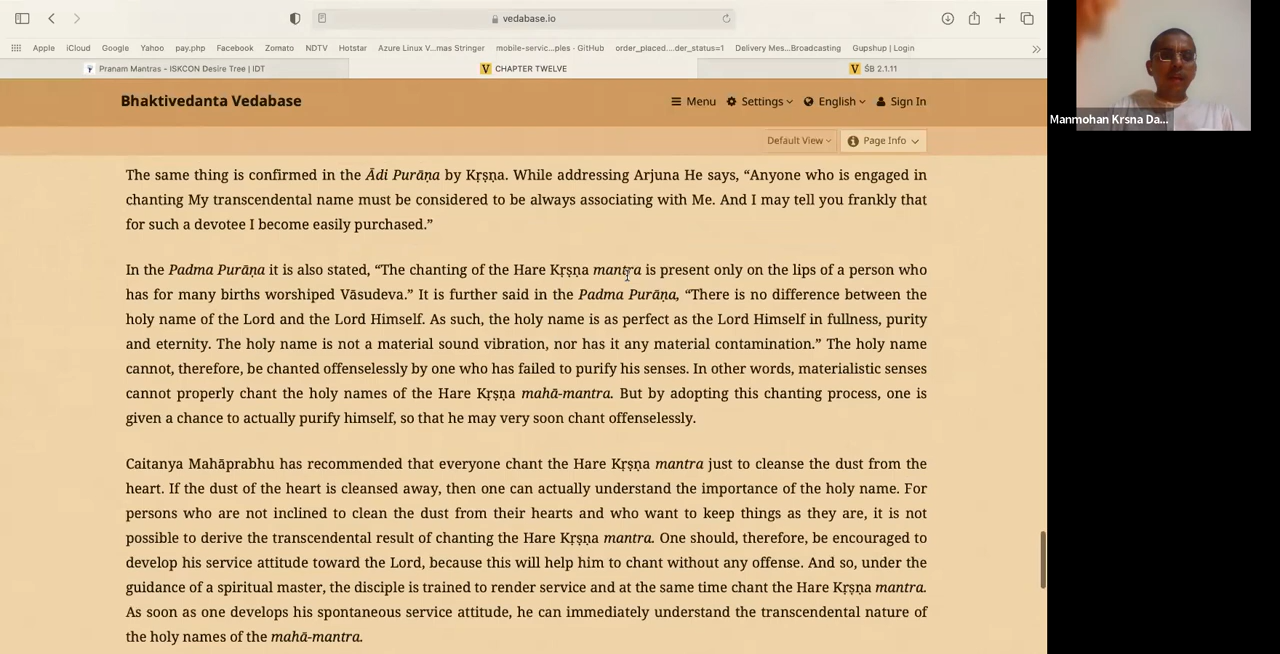 vedabase.io
Apple iCloud Google Yahoo pay.php Facebook Zomato NDTV Hotstar Azure Linux V...mas Stringer mobile-servic...ples · GitHub order_placed....der_status=1 Delivery Mes...Broadcasting Gupshup | Login
Pranam Mantras – ISKCON Desire Tree | IDT
CHAPTER TWELVE
ŚB 2.1.11
Bhaktivedanta Vedabase
Menu Settings English Sign In
Default View Page Info
The same thing is confirmed in the Ādi Purāṇa by Kṛṣṇa. While addressing Arjuna He says, “Anyone who is engaged in
chanting My transcendental name must be considered to be always associating with Me. And I may tell you frankly that
for such a devotee I become easily purchased.”
In the Padma Purāṇa it is also stated, “The chanting of the Hare Kṛṣṇa mantra is present only on the lips of a person who
has for many births worshiped Vāsudeva.” It is further said in the Padma Purāṇa, “There is no difference between the
holy name of the Lord and the Lord Himself. As such, the holy name is as perfect as the Lord Himself in fullness, purity
and eternity. The holy name is not a material sound vibration, nor has it any material contamination.” The holy name
cannot, therefore, be chanted offenselessly by one who has failed to purify his senses. In other words, materialistic senses
cannot properly chant the holy names of the Hare Kṛṣṇa mahā-mantra. But by adopting this chanting process, one is
given a chance to actually purify himself, so that he may very soon chant offenselessly.
Caitanya Mahāprabhu has recommended that everyone chant the Hare Kṛṣṇa mantra just to cleanse the dust from the
heart. If the dust of the heart is cleansed away, then one can actually understand the importance of the holy name. For
persons who are not inclined to clean the dust from their hearts and who want to keep things as they are, it is not
possible to derive the transcendental result of chanting the Hare Kṛṣṇa mantra. One should, therefore, be encouraged to
develop his service attitude toward the Lord, because this will help him to chant without any offense. And so, under the
guidance of a spiritual master, the disciple is trained to render service and at the same time chant the Hare Kṛṣṇa mantra.
As soon as one develops his spontaneous service attitude, he can immediately understand the transcendental nature of
the holy names of the mahā-mantra.
Manmohan Krsna Da...